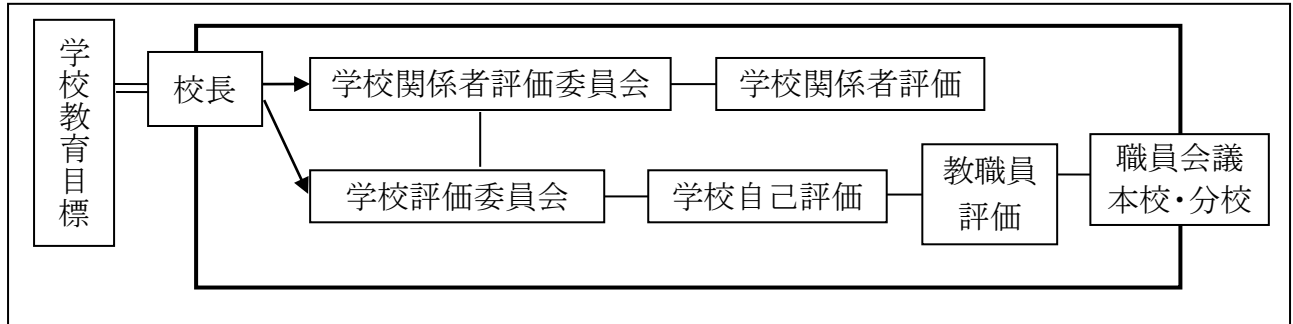 学校教育目標
校長
学校関係者評価委員会
学校関係者評価
学校評価委員会
学校自己評価
教職員
評価
職員会議
本校・分校